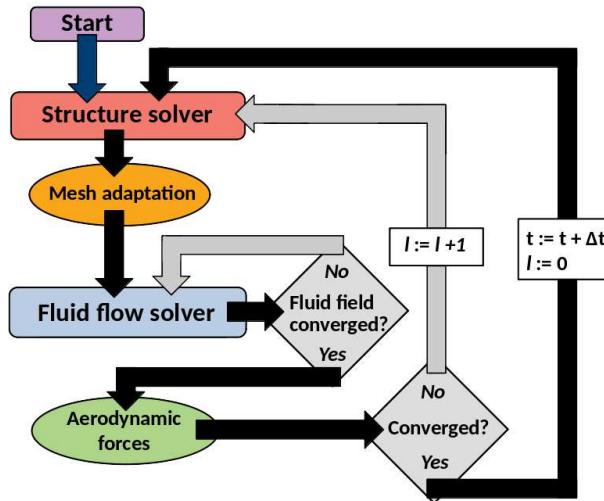 Start
Structure solver
Mesh adaptation
l := l +1
t := t + Δt
l := 0
No
Fluid flow solver
Fluid field
converged?
Yes
Aerodynamic
forces
No
Converged?
Yes